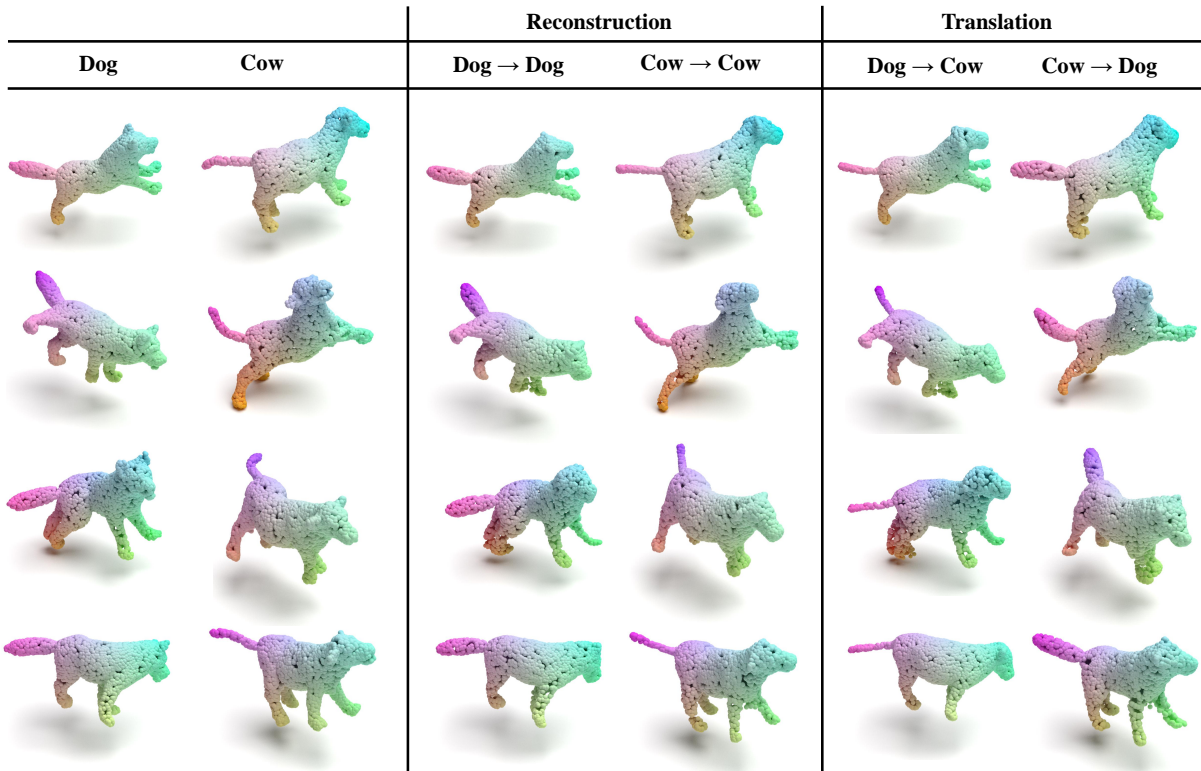 Reconstruction Translation
Dog Cow Dog → Dog Cow → Cow Dog → Cow Cow → Dog